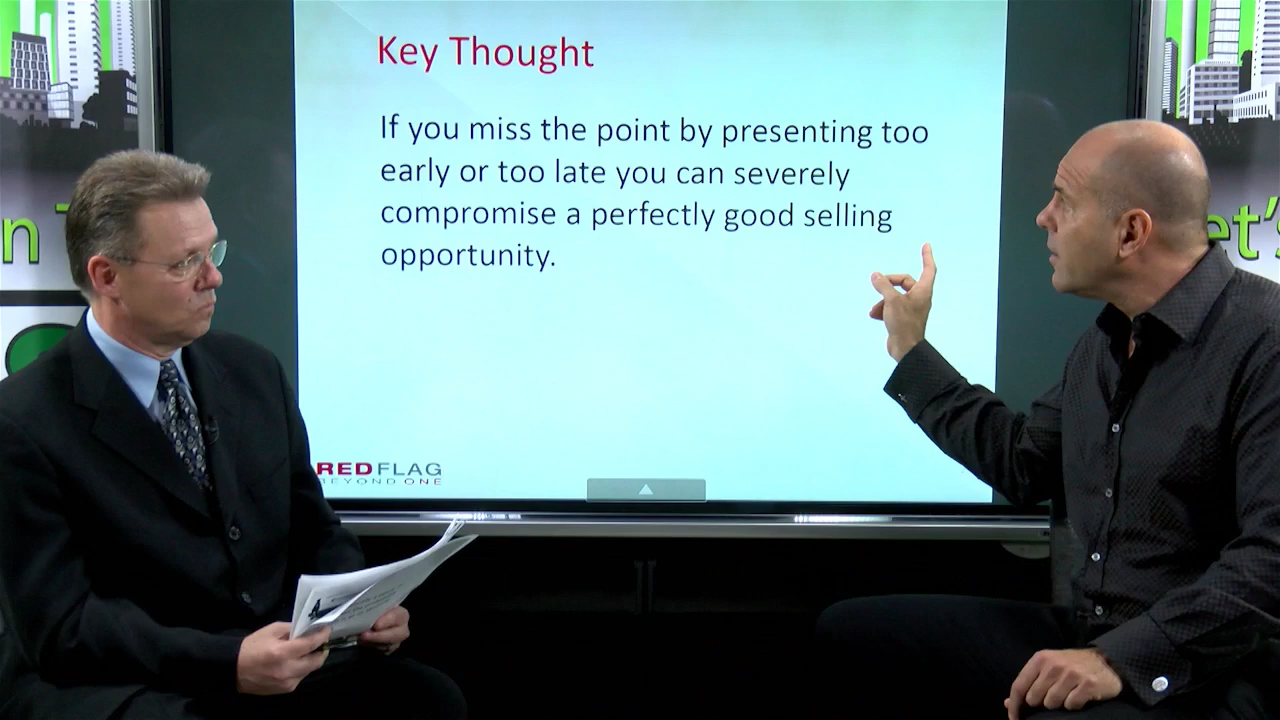 Key Thought
If you miss the point by presenting too
early or too late you can severely
compromise a perfectly good selling
opportunity.
n T
et's
REDFLAG
BEYOND ONE